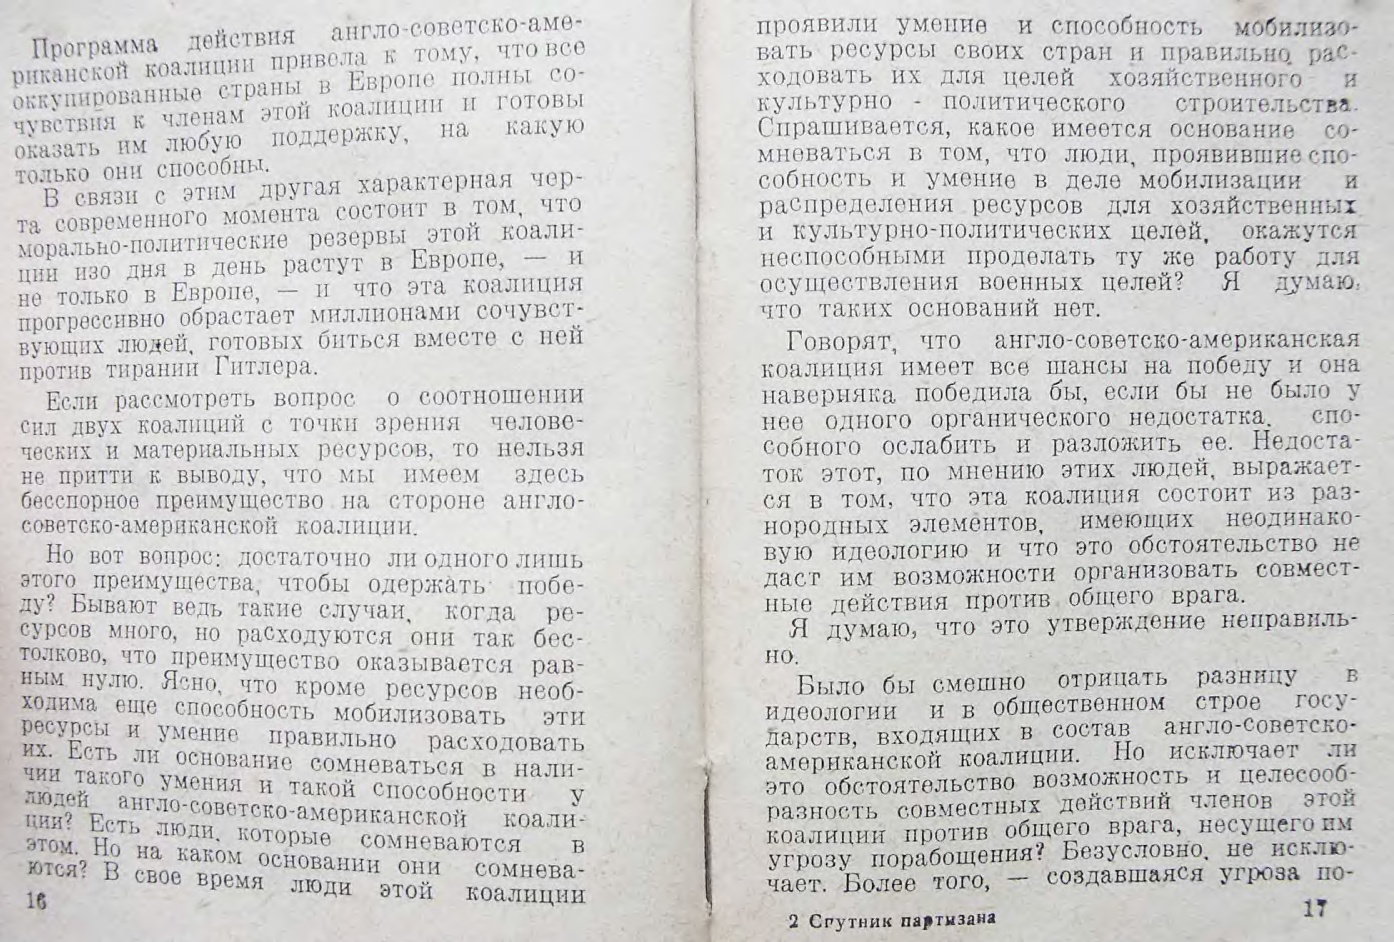 Программа действия англо-советско-аме-
риканской коалиции привела к тому, что все
оккупированные страны в Европе полны со-
чувствия к членам этой коалиции и готовы
оказать им любую поддержку, на какую
только они способны.
В связи с этим другая характерная чер-
та современного момента состоит в том, что
морально-политические резервы этой коали-
ции изо дня в день растут в Европе, — и
не только в Европе, — и что эта коалиция
прогрессивно обрастает миллионами сочувст-
вующих людей, готовых биться вместе с ней
против тирании Гитлера.
Если рассмотреть вопрос о соотношении
сил двух коалиций с точки зрения челове-
ческих и материальных ресурсов, то нельзя
не притти к выводу, что мы имеем здесь
бесспорное преимущество на стороне англо-
советско-американской коалиции.
Но вот вопрос: достаточно ли одного лишь
этого преимущества, чтобы одержать побе-
ду? Бывают ведь такие случаи, когда ре-
сурсов много, но расходуются они так бес-
толково, что преимущество оказывается рав-
ным нулю. Ясно, что кроме ресурсов необ-
ходима еще способность мобилизовать эти
ресурсы и умение правильно расходовать
их. Есть ли основание сомневаться в нали-
чии такого умения и такой способности у
людей англо-советско-американской коали-
ции? Есть люди, которые сомневаются в
этом. Но на каком основании они сомнева-
ются? В свое время люди этой коалиции
16
проявили умение и способность мобилизо-
вать ресурсы своих стран и правильно рас-
ходовать их для целей хозяйственного и
культурно - политического строительства.
Спрашивается, какое имеется основание со-
мневаться в том, что люди, проявившие спо-
собность и умение в деле мобилизации и
распределения ресурсов для хозяйственных
и культурно-политических целей, окажутся
неспособными проделать ту же работу для
осуществления военных целей? Я думаю,
что таких оснований нет.
Говорят, что англо-советско-американская
коалиция имеет все шансы на победу и она
наверняка победила бы, если бы не было у
нее одного органического недостатка, спо-
собного ослабить и разложить ее. Недоста-
ток этот, по мнению этих людей, выражает-
ся в том, что эта коалиция состоит из раз-
нородных элементов, имеющих неодинако-
вую идеологию и что это обстоятельство не
даст им возможности организовать совмест-
ные действия против общего врага.
Я думаю, что это утверждение неправиль-
но.
Было бы смешно отрицать разницу в
идеологии и в общественном строе госу-
дарств, входящих в состав англо-советско-
американской коалиции. Но исключает ли
это обстоятельство возможность и целесооб-
разность совместных действий членов этой
коалиции против общего врага, несущего им
угрозу порабощения? Безусловно, не исклю-
чает. Более того, — создавшаяся угроза по-
2 Спутник партизана
17